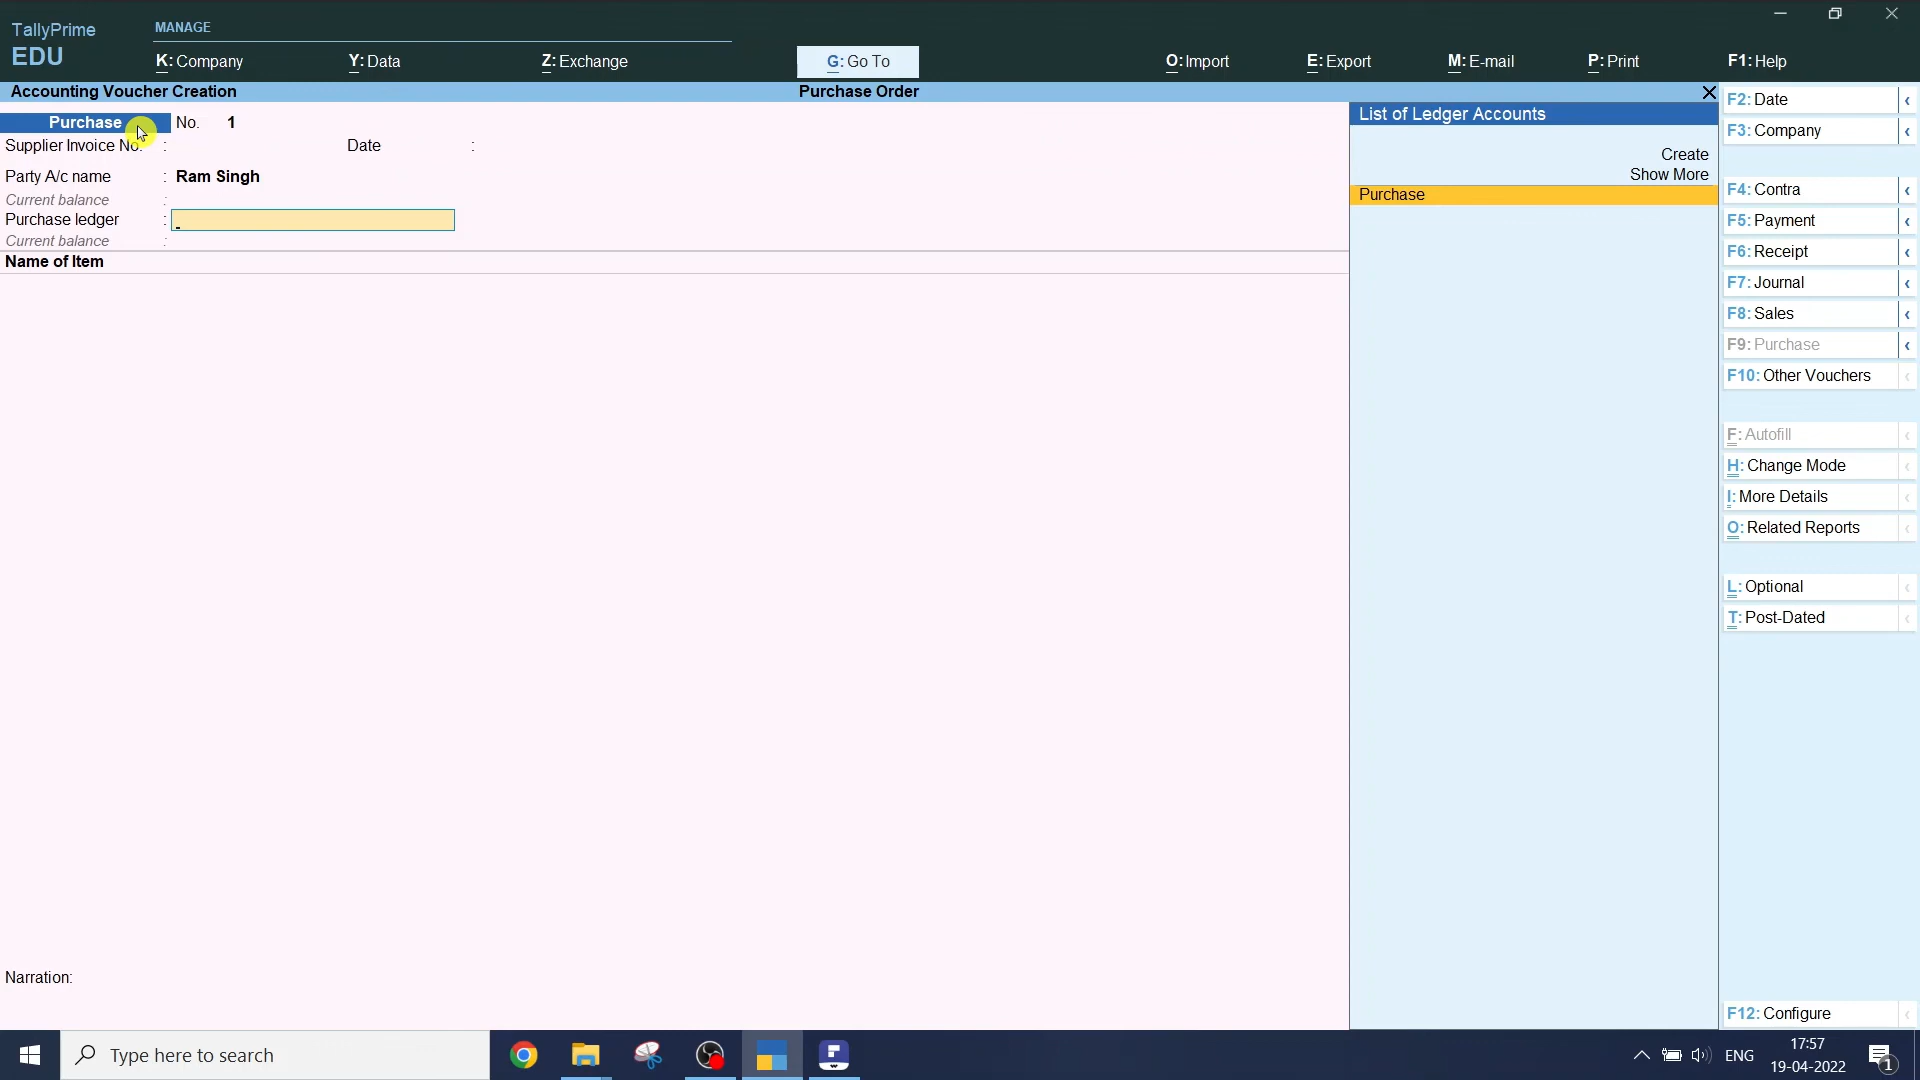 TallyPrime
EDU
MANAGE
K: Company
Y: Data
Z: Exchange
G: Go To
O: Import
E: Export
M: E-mail
P: Print
F1: Help
Accounting Voucher Creation
Purchase Order
Purchase No. 1
Supplier Invoice No. :
Date :
Party A/c name : Ram Singh
Current balance :
Purchase ledger :
Current balance :
Name of Item
Narration:
List of Ledger Accounts
Create
Show More
Purchase
F2: Date
F3: Company
F4: Contra
F5: Payment
F6: Receipt
F7: Journal
F8: Sales
F9: Purchase
F10: Other Vouchers
F: Autofill
H: Change Mode
I: More Details
O: Related Reports
L: Optional
T: Post-Dated
F12: Configure
Type here to search
ENG
17:57
19-04-2022
1